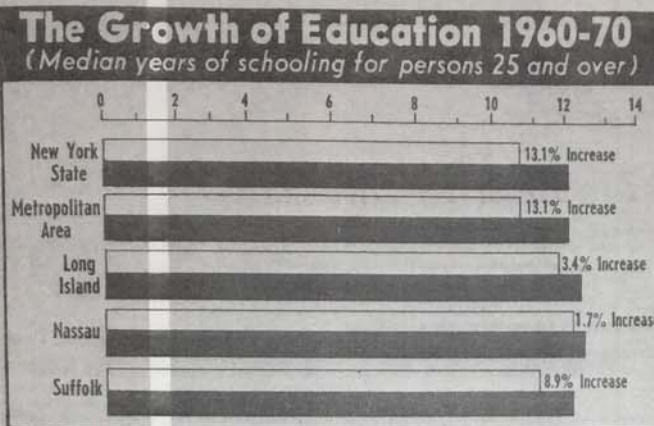 The Growth of Education 1960-70
(Median years of schooling for persons 25 and over)
0 2 4 6 8 10 12 14
New York
State
13.1% Increase
Metropolitan
Area
13.1% Increase
Long
Island
3.4% Increase
Nassau
1.7% Increase
Suffolk
8.9% Increase